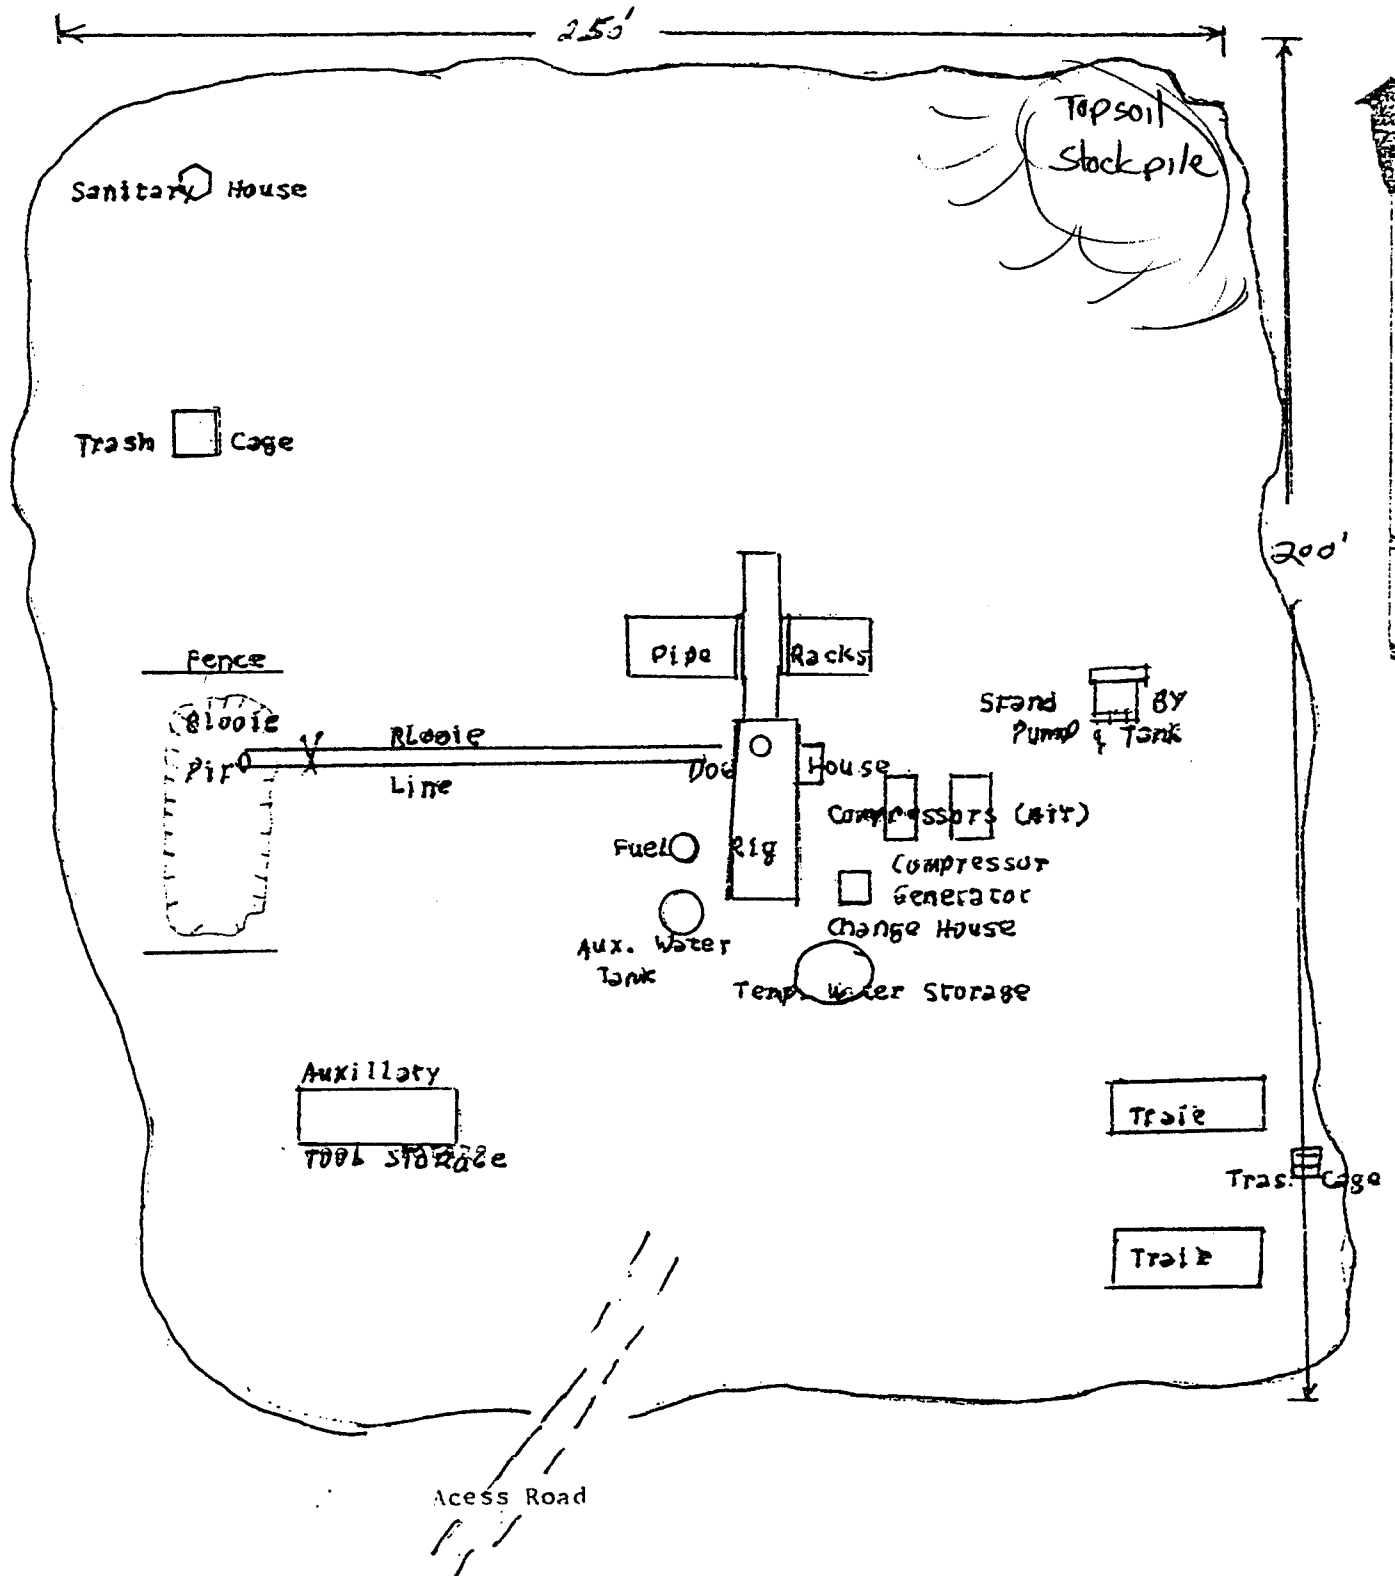 250'
Topsoil
Stockpile
Sanitary House
Trash Cage
200'
Pipe Racks
Fence
Blooie
Pit
Blooie
Line
Stand By
Pump & Tank
Dog House
Compressors (Air)
Fuel
Rig
Compressor
Generator
Change House
Aux. Water
Tank
Temp. Water Storage
Auxillary
Tool Storage
Traile
Tras. Cage
Acess Road